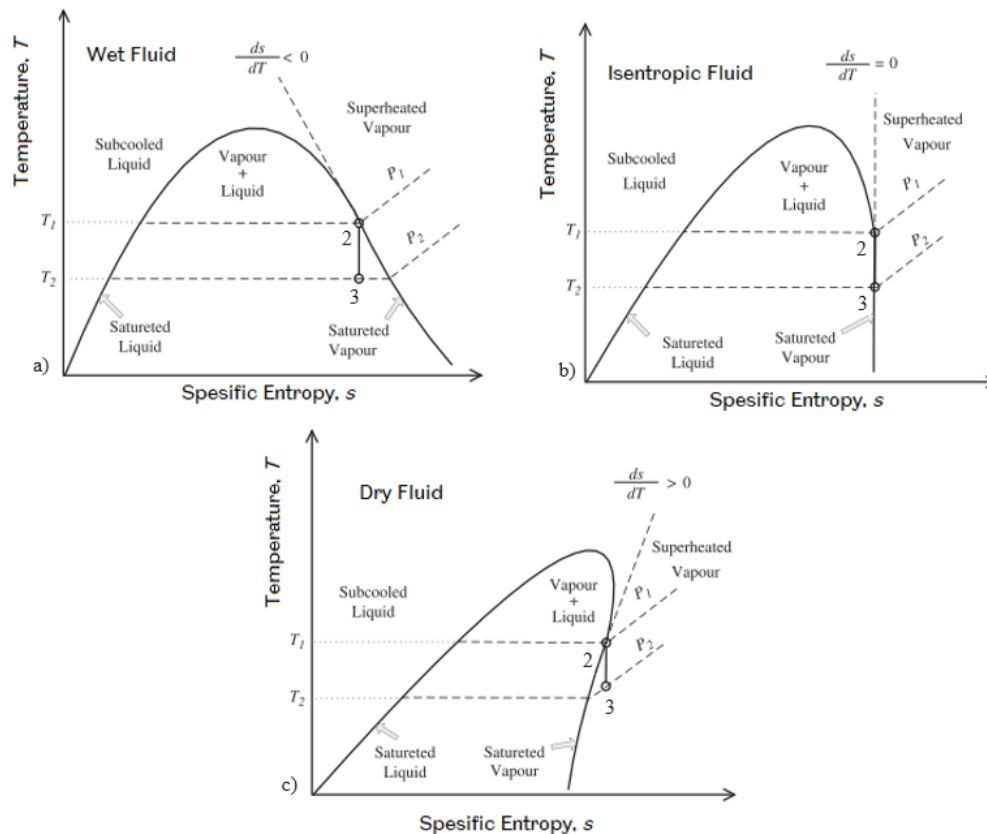 Wet Fluid
ds
dT
< 0
Temperature, T
Superheated
Vapour
Subcooled
Liquid
Vapour
+
Liquid
P1
T1
2
P2
T2
3
Satureted
Liquid
Satureted
Vapour
a)
Spesific Entropy, s
Isentropic Fluid
ds
dT
= 0
Temperature, T
Superheated
Vapour
Subcooled
Liquid
Vapour
+
Liquid
P1
T1
2
P2
T2
3
Satureted
Liquid
Satureted
Vapour
b)
Spesific Entropy, s
Dry Fluid
ds
dT
> 0
Temperature, T
Superheated
Vapour
Subcooled
Liquid
Vapour
+
Liquid
P1
T1
2
P2
T2
3
Satureted
Liquid
Satureted
Vapour
c)
Spesific Entropy, s